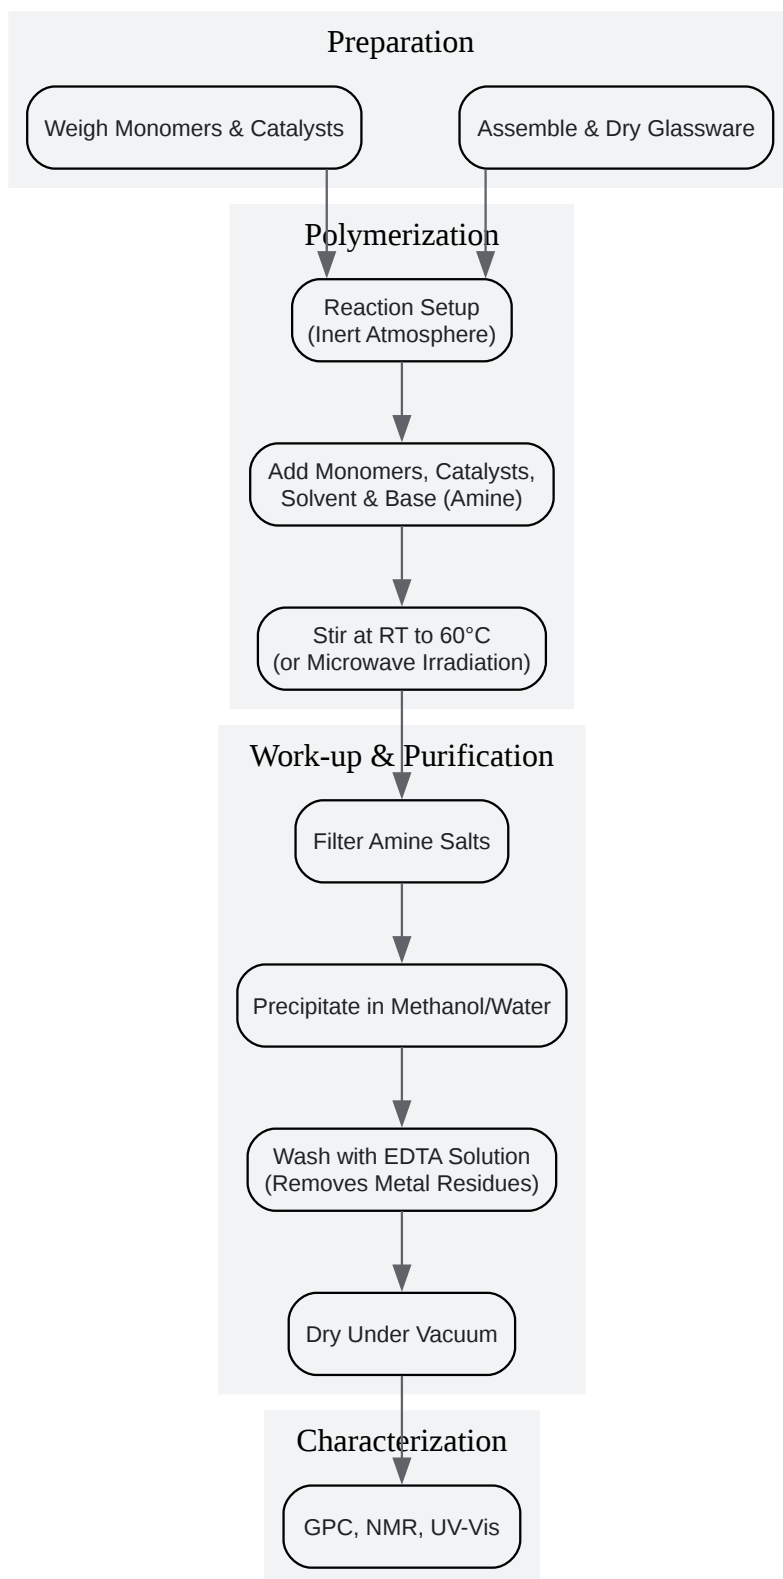 Preparation
Weigh Monomers & Catalysts
Assemble & Dry Glassware
Polymerization
Reaction Setup
(Inert Atmosphere)
Add Monomers, Catalysts,
Solvent & Base (Amine)
Stir at RT to 60°C
(or Microwave Irradiation)
Work-up & Purification
Filter Amine Salts
Precipitate in Methanol/Water
Wash with EDTA Solution
(Removes Metal Residues)
Dry Under Vacuum
Characterization
GPC, NMR, UV-Vis